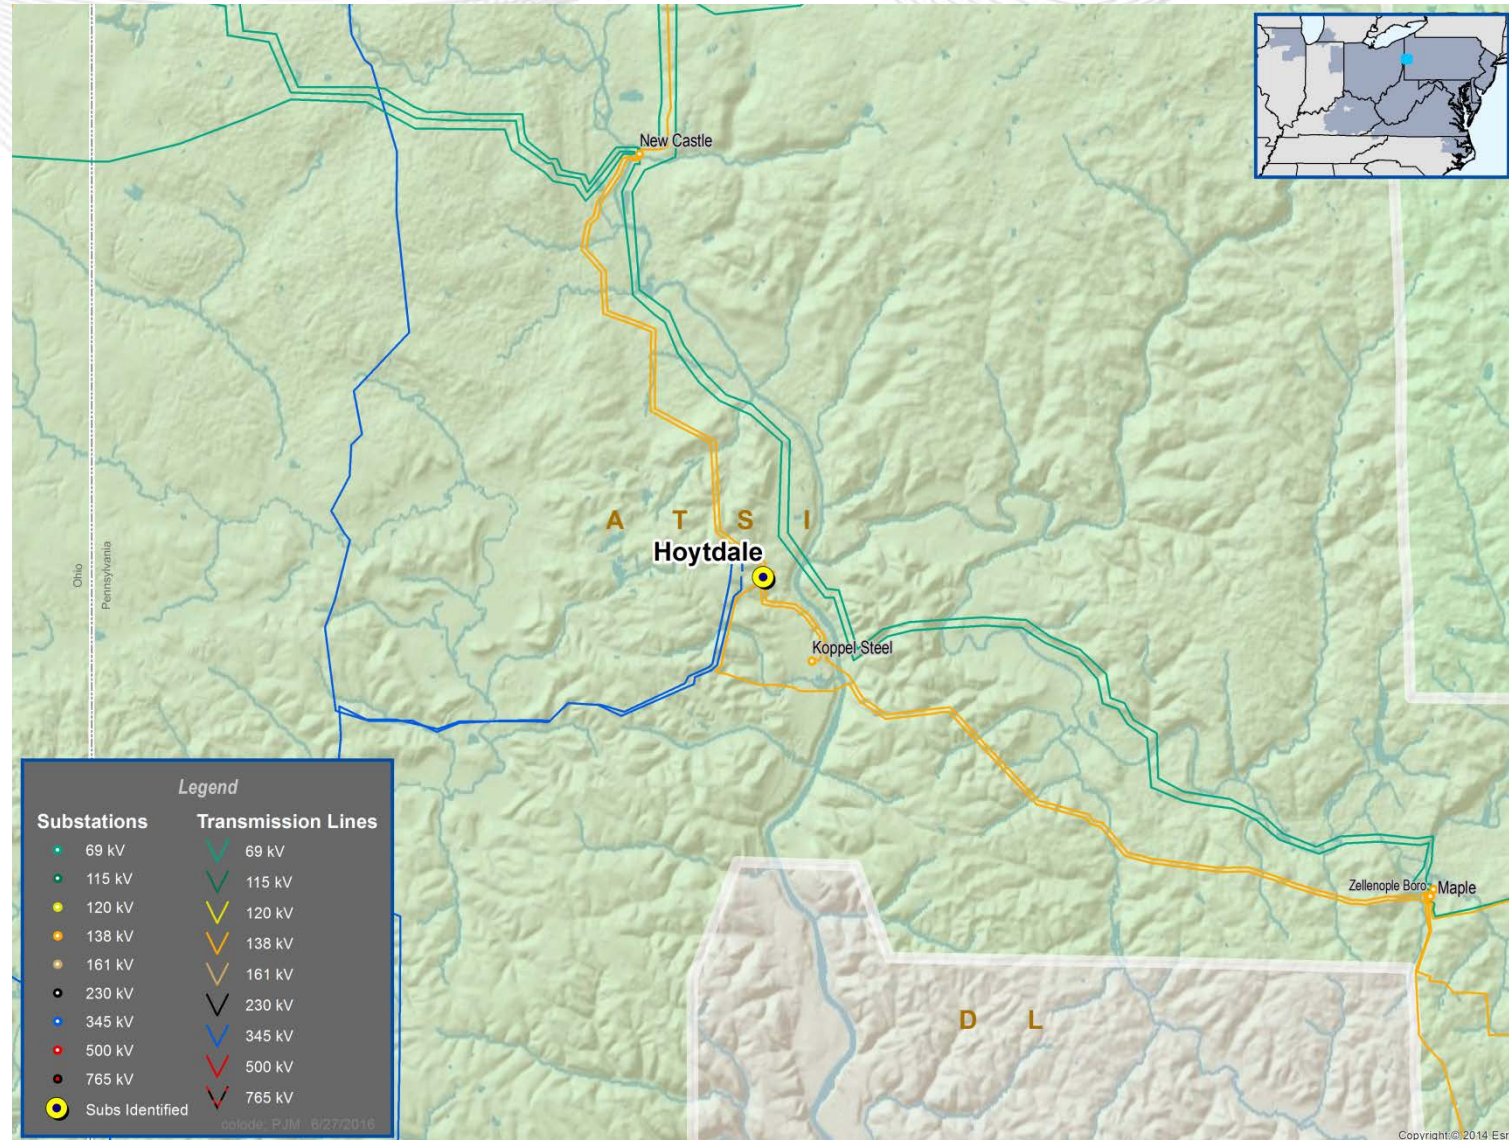 New Castle
A T S I
Hoytdale
Koppel Steel
Ohio
Pennsylvania
Zellenople Boro
Maple
D L
Legend
Substations
69 kV
115 kV
120 kV
138 kV
161 kV
230 kV
345 kV
500 kV
765 kV
Subs Identified
Transmission Lines
69 kV
115 kV
120 kV
138 kV
161 kV
230 kV
345 kV
500 kV
765 kV
colode: PJM 6/27/2016
Copyright:© 2014 Esr